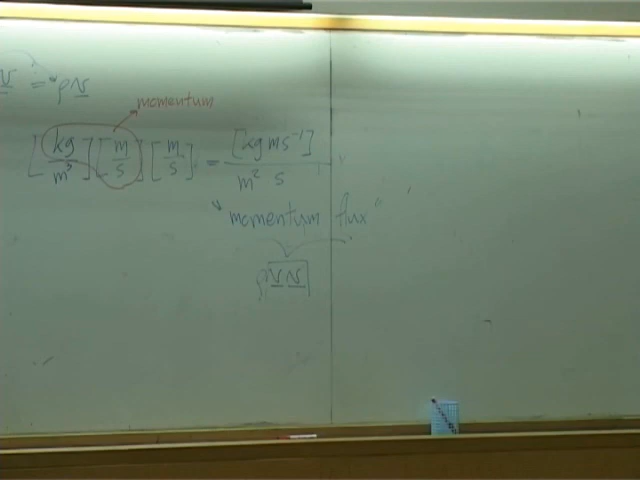 v = ρv
momentum
[kg/m³][m/s][m/s] = [kg m s⁻¹]/m² s
"momentum flux"
ρvv